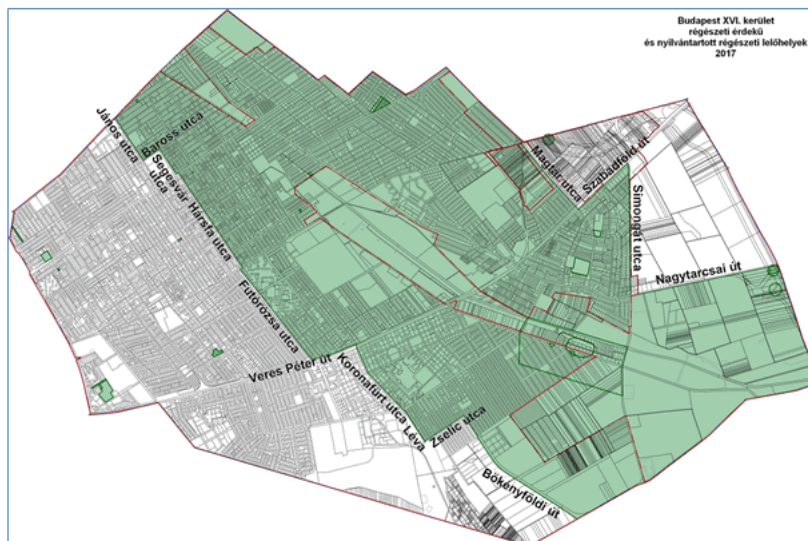 Budapest XVI. kerület
régészeti érdekű
és nyilvántartott régészeti lelőhelyek
2017
János utca
Baross utca
Segesvár utca
Hársfa utca
Futórózsa utca
Veres Péter út
Koronafürt utca
Léva
Zselic utca
Bökényföldi út
Magtár utca
Szabadföld út
Simongát utca
Nagytarcsai út